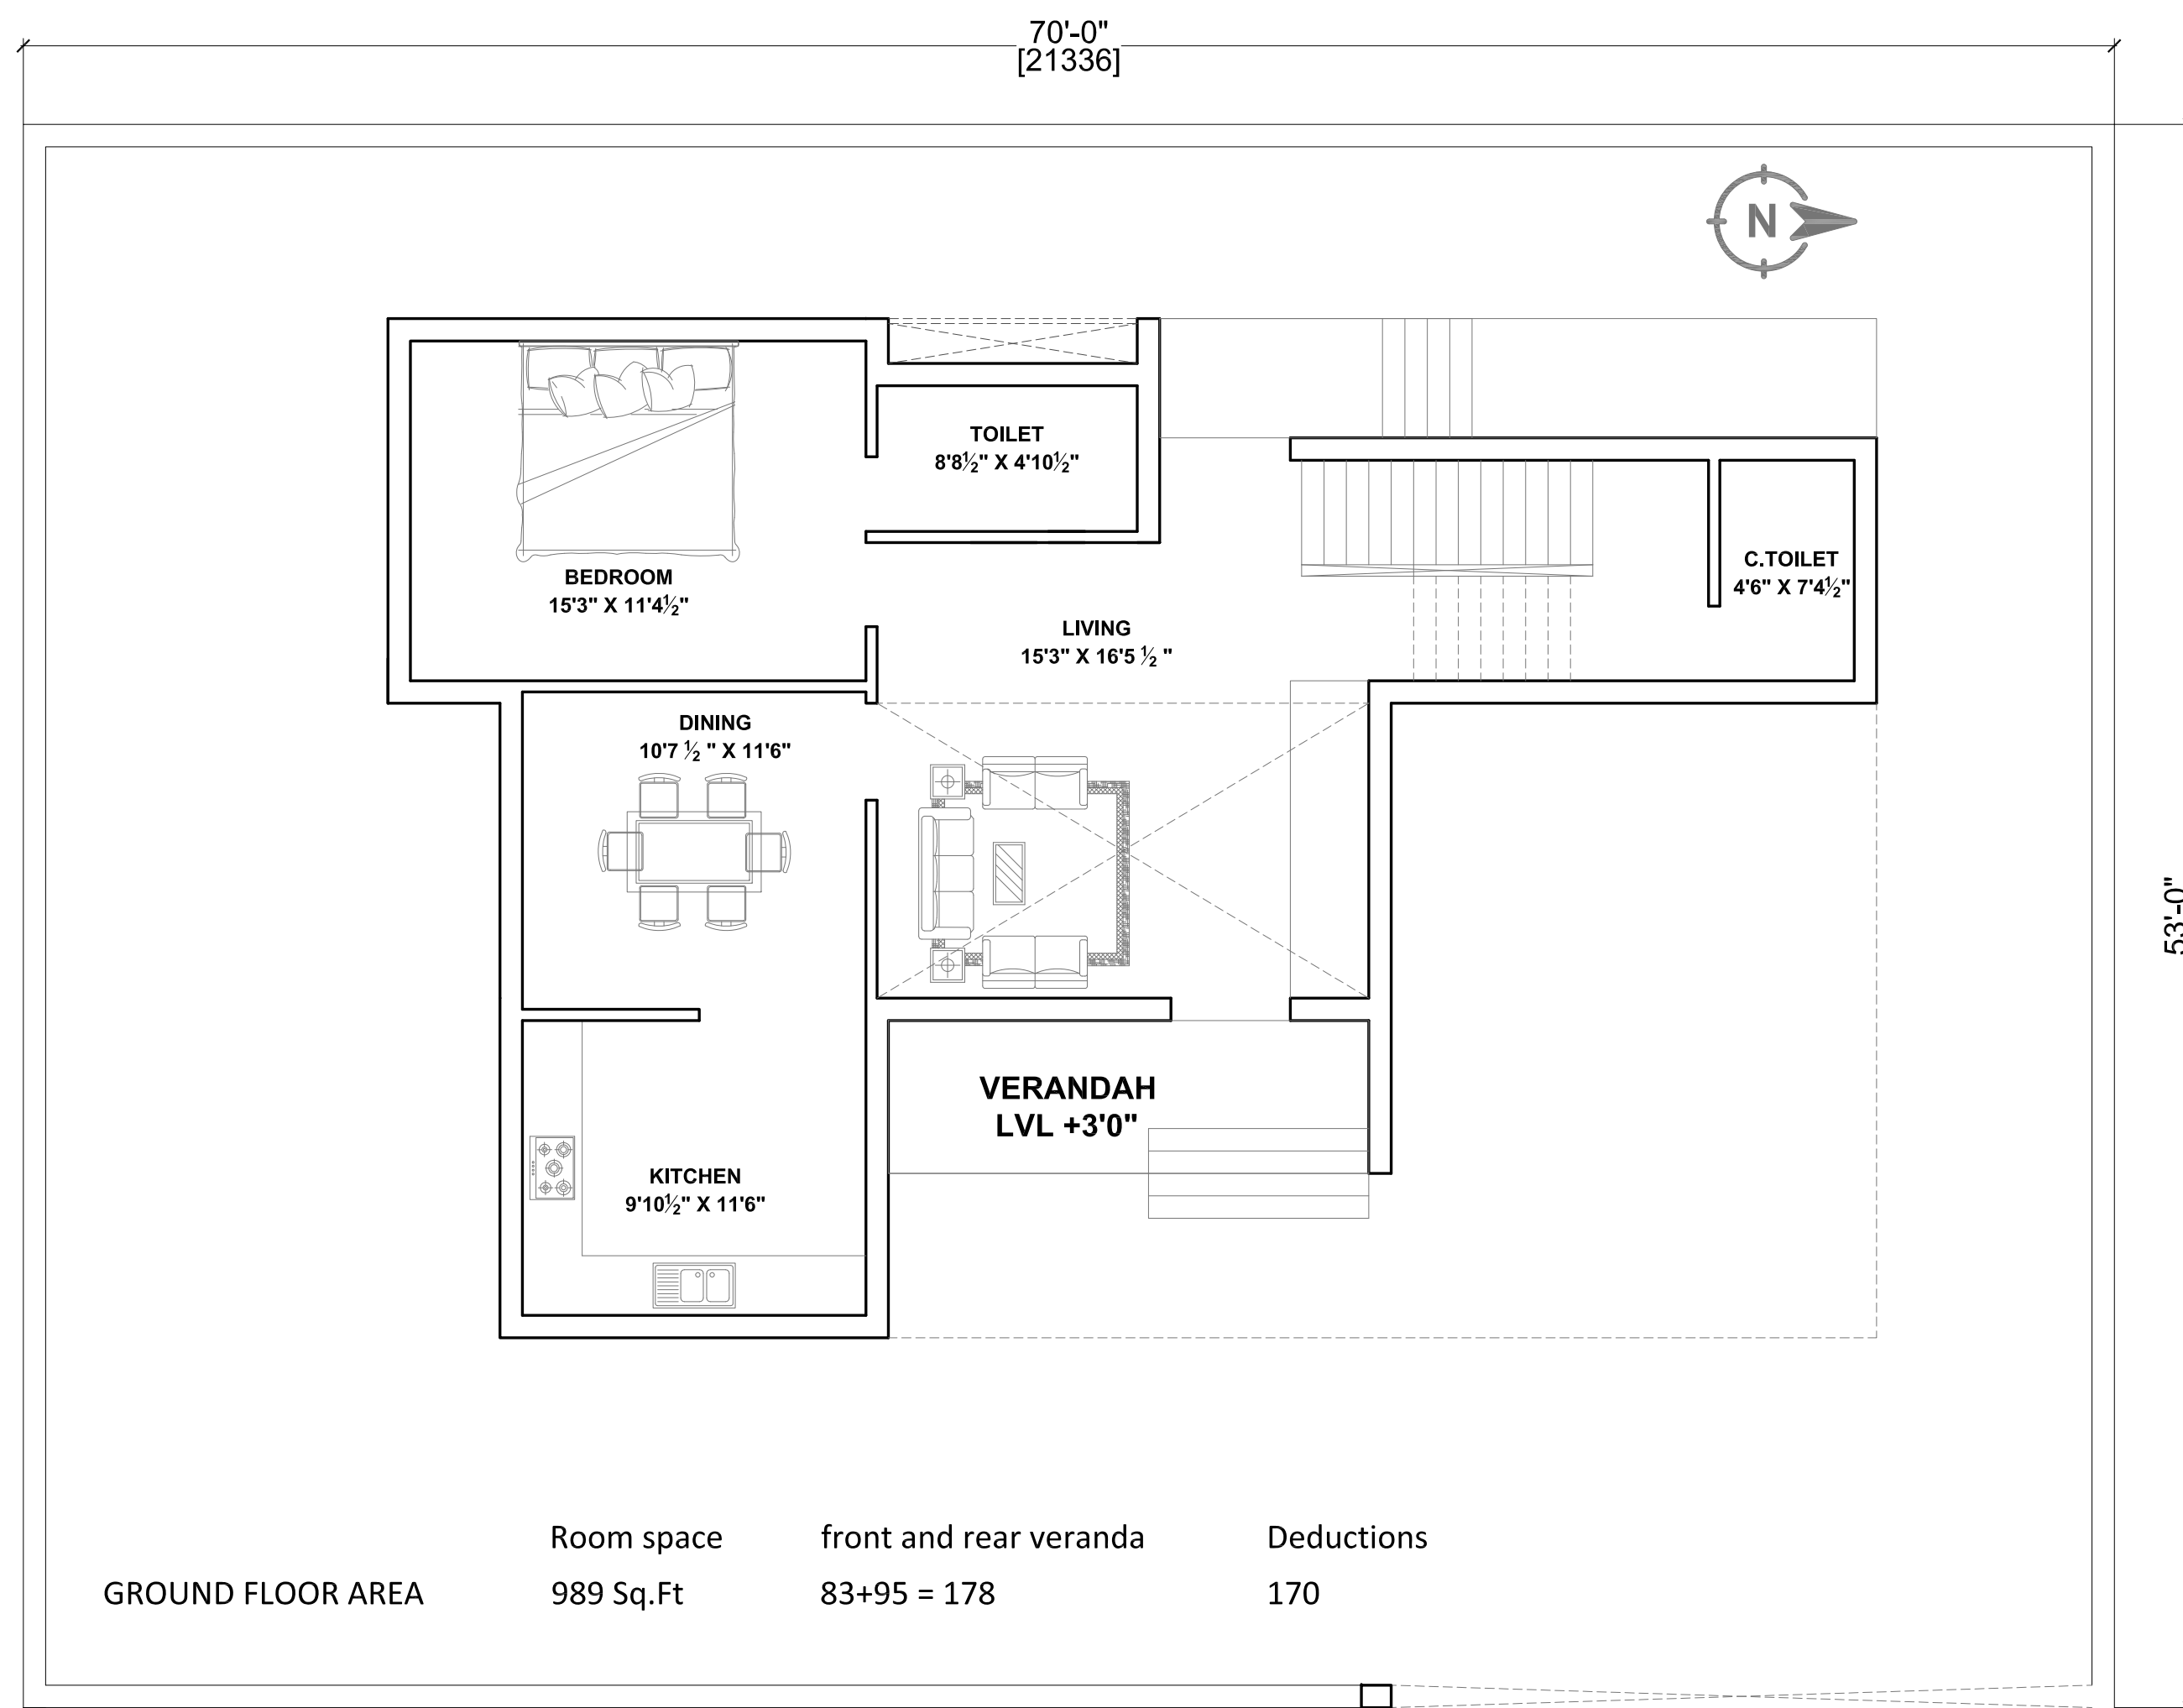 70'-0"
[21336]
N
TOILET
8'8½" X 4'10½"
C.TOILET
4'6" X 7'4½"
BEDROOM
15'3" X 11'4½"
LIVING
15'3" X 16'5 ½ "
DINING
10'7 ½ " X 11'6"
53'-0"
VERANDAH
LVL +3'0"
KITCHEN
9'10½" X 11'6"
Room space front and rear veranda Deductions
GROUND FLOOR AREA 989 Sq.Ft 83+95 = 178 170